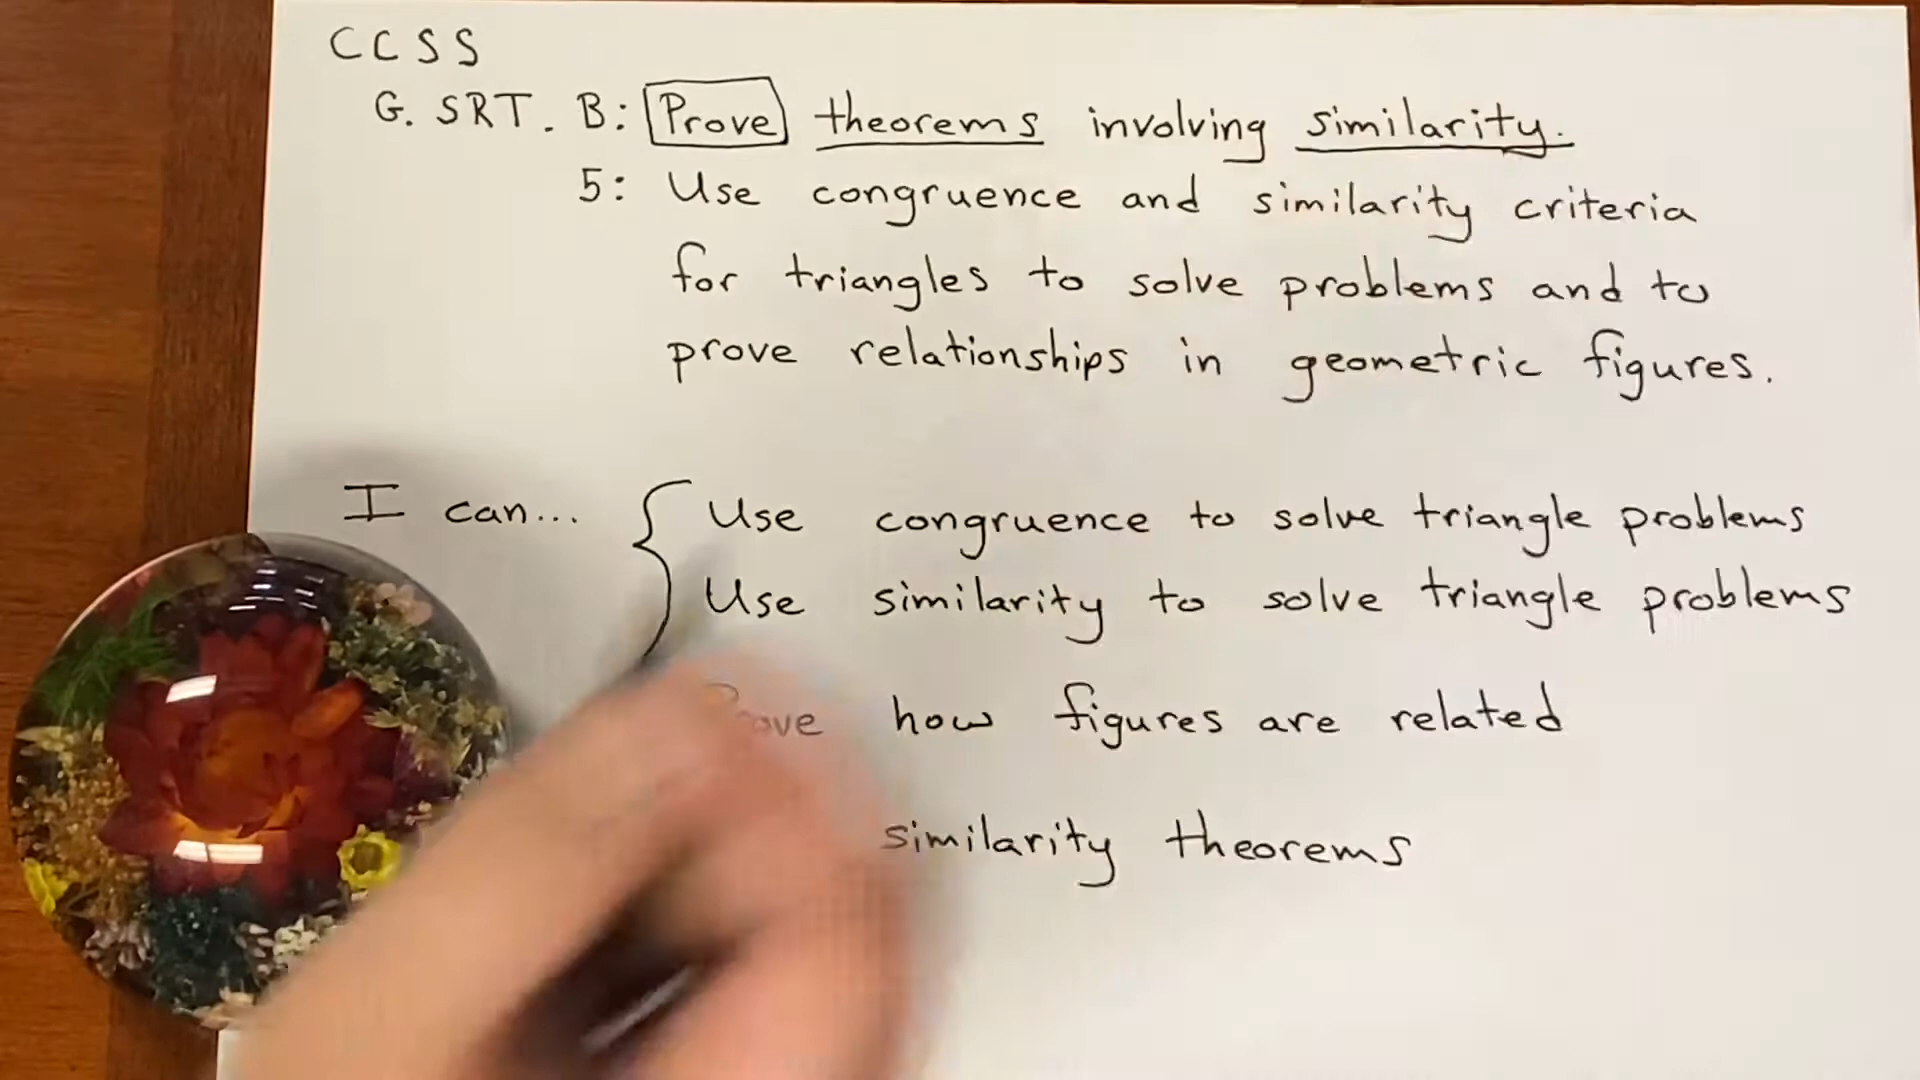 CCSS
G. SRT. B: Prove theorems involving similarity.
5: Use congruence and similarity criteria
for triangles to solve problems and to
prove relationships in geometric figures.
I can... Use congruence to solve triangle problems
Use similarity to solve triangle problems
Prove how figures are related
similarity theorems